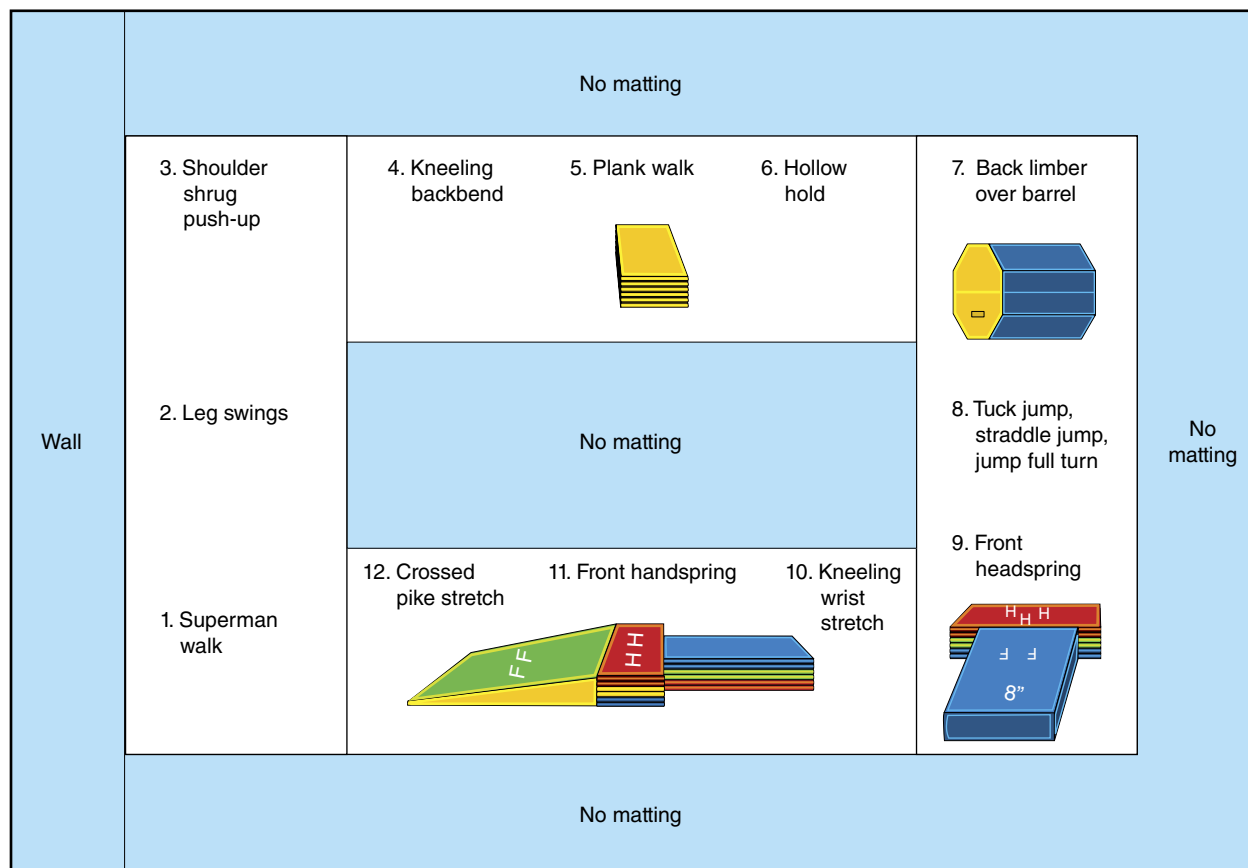 No matting
3. Shoulder
shrug
push-up
4. Kneeling
backbend
5. Plank walk
6. Hollow
hold
7. Back limber
over barrel
Wall
2. Leg swings
No matting
8. Tuck jump,
straddle jump,
jump full turn
No
matting
1. Superman
walk
12. Crossed
pike stretch
11. Front handspring
10. Kneeling
wrist
stretch
9. Front
headspring
F F
H H
H H
H H H
F F
8”
No matting